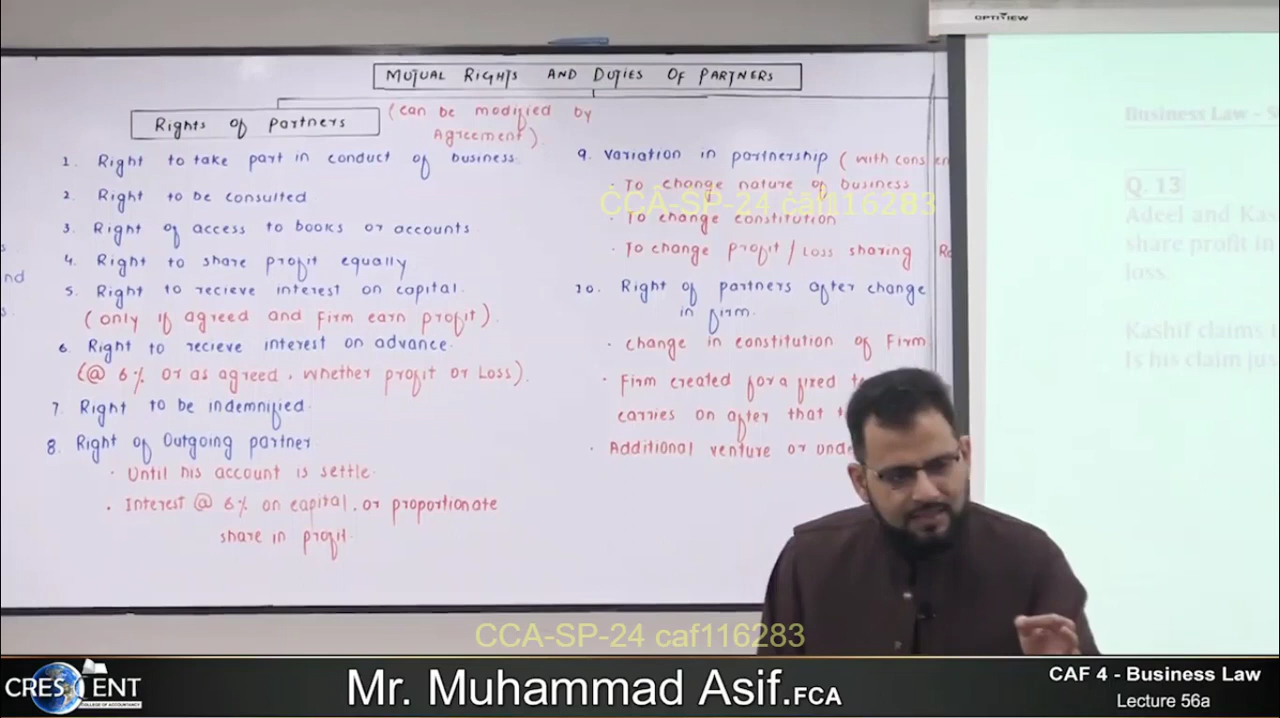 OPTIVIEW
MUTUAL RIGHTS AND DUTIES OF PARTNERS
Rights of Partners
(can be modified by
Agreement)
1. Right to take part in conduct of business
2. Right to be consulted
3. Right of access to books or accounts
4. Right to share profit equally
5. Right to recieve interest on capital.
(only if agreed and Firm earn profit).
6. Right to recieve interest on advance.
(@ 6% or as agreed, whether profit or Loss).
7. Right to be indemnified.
8. Right of Outgoing partner
· Until his account is settle.
· Interest @ 6% on capital. or proportionate
share in profit.
s
nd
s.
9. Variation in partnership (with consen
· To change nature of business
· To change constitution
· To change profit / Loss sharing Ra
10. Right of partners after change
in firm.
· change in constitution of Firm
· Firm created for a fixed te
carries on after that t
· Additional venture or unde
Business Law - S
Q. 13
Adeel and Kas
share profit in
loss.
Kashif claims t
Is his claim jus
CCA-SP-24 caf116283
CCA-SP-24 caf116283
CRESCENT
COLLEGE OF ACCOUNTANCY
Mr. Muhammad Asif.FCA
CAF 4 - Business Law
Lecture 56a